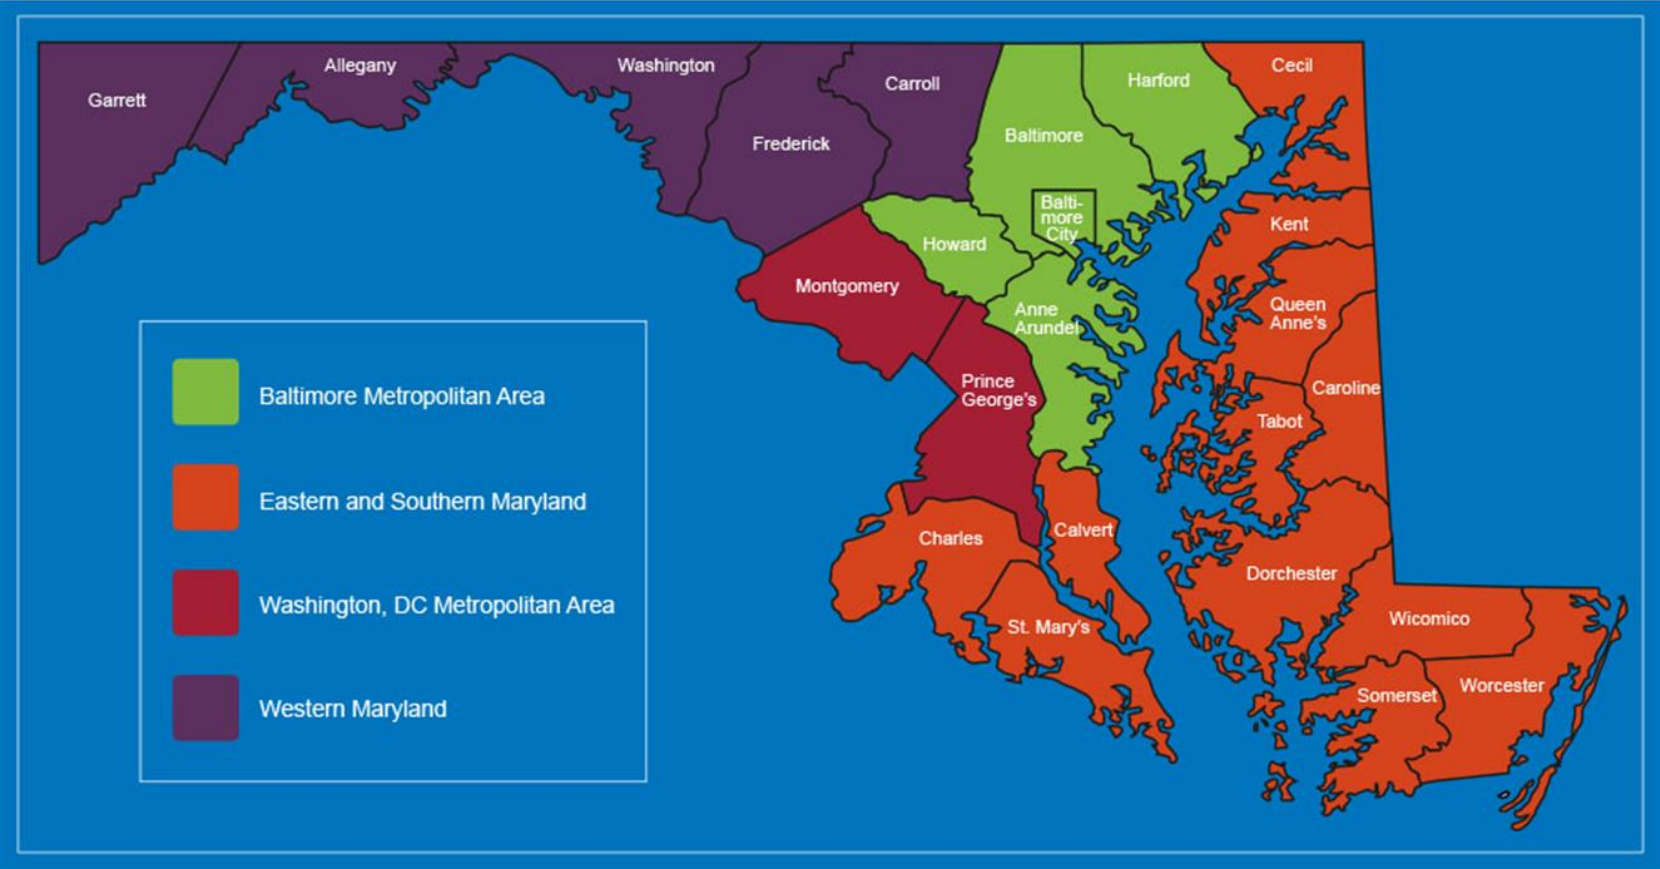 Garrett
Allegany
Washington
Frederick
Carroll
Baltimore
Harford
Cecil
Balti-
more
City
Howard
Kent
Montgomery
Anne
Arundel
Queen
Anne's
Prince
George's
Caroline
Tabot
Charles
Calvert
Dorchester
St. Mary's
Wicomico
Somerset
Worcester
Baltimore Metropolitan Area
Eastern and Southern Maryland
Washington, DC Metropolitan Area
Western Maryland